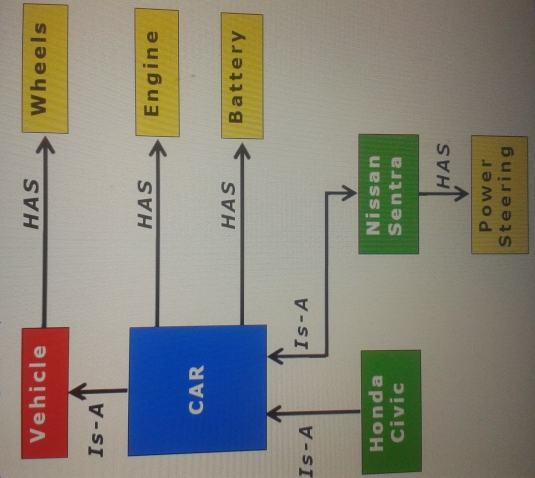 Vehicle
HAS
Wheels
Is-A
CAR
HAS
Engine
HAS
Battery
Is-A
Is-A
Honda
Civic
Nissan
Sentra
HAS
Power
Steering